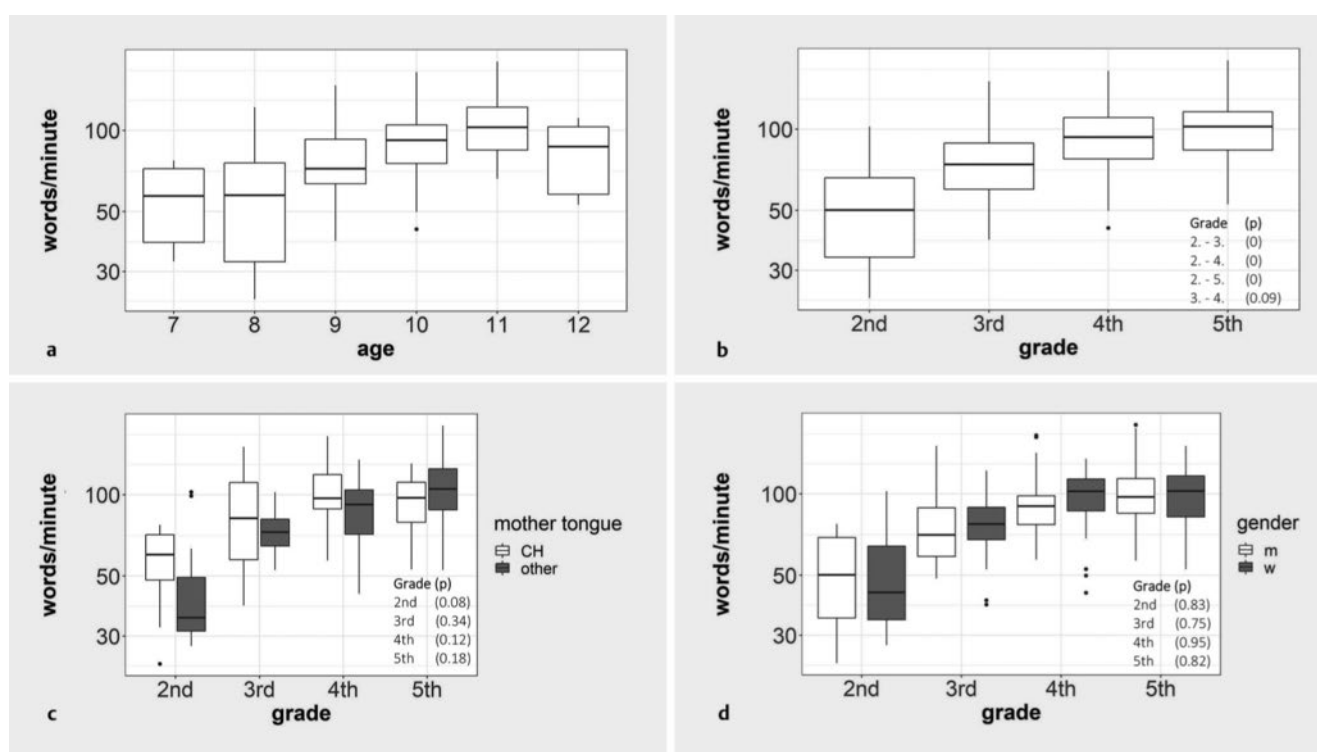 words/minute
100
50
30
7 8 9 10 11 12
age
a
words/minute
100
50
30
Grade (p)
2. - 3. (0)
2. - 4. (0)
2. - 5. (0)
3. - 4. (0.09)
2nd 3rd 4th 5th
grade
b
words/minute
100
50
30
Grade (p)
2nd (0.08)
3rd (0.34)
4th (0.12)
5th (0.18)
2nd 3rd 4th 5th
grade
mother tongue
CH
other
c
words/minute
100
50
30
Grade (p)
2nd (0.83)
3rd (0.75)
4th (0.95)
5th (0.82)
2nd 3rd 4th 5th
grade
gender
m
w
d